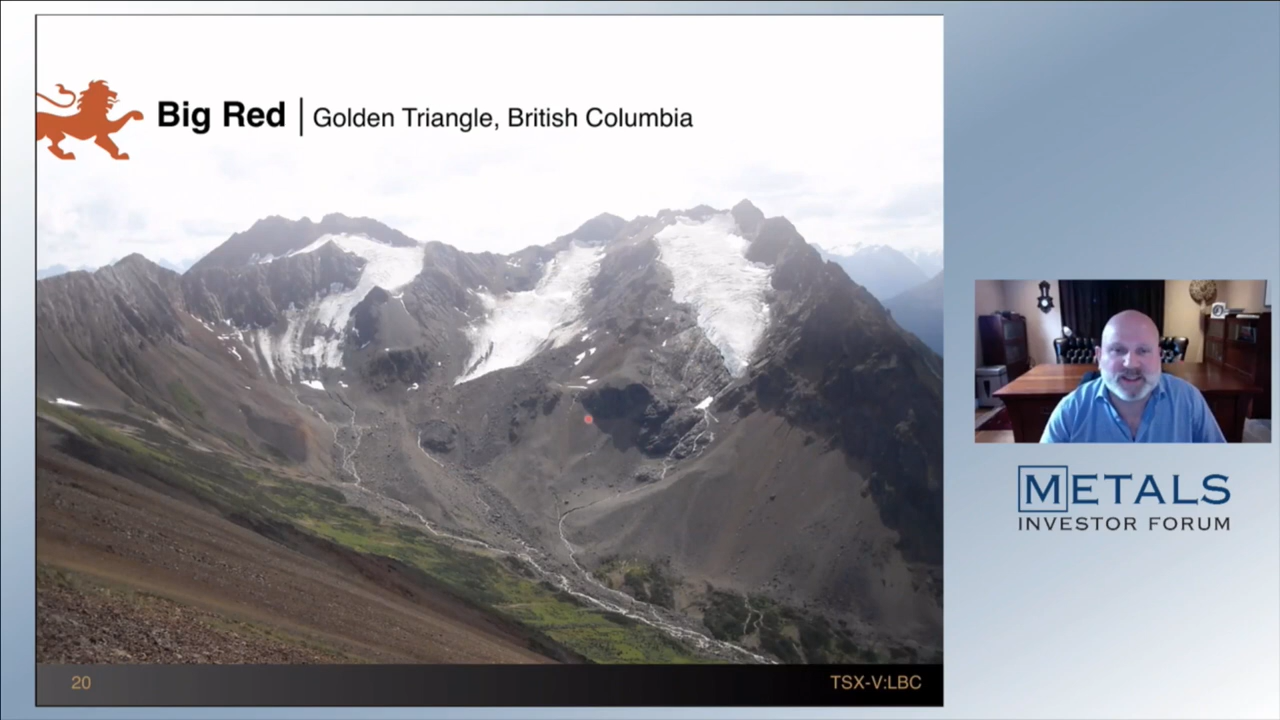 Big Red | Golden Triangle, British Columbia
20
TSX-V:LBC
METALS
INVESTOR FORUM